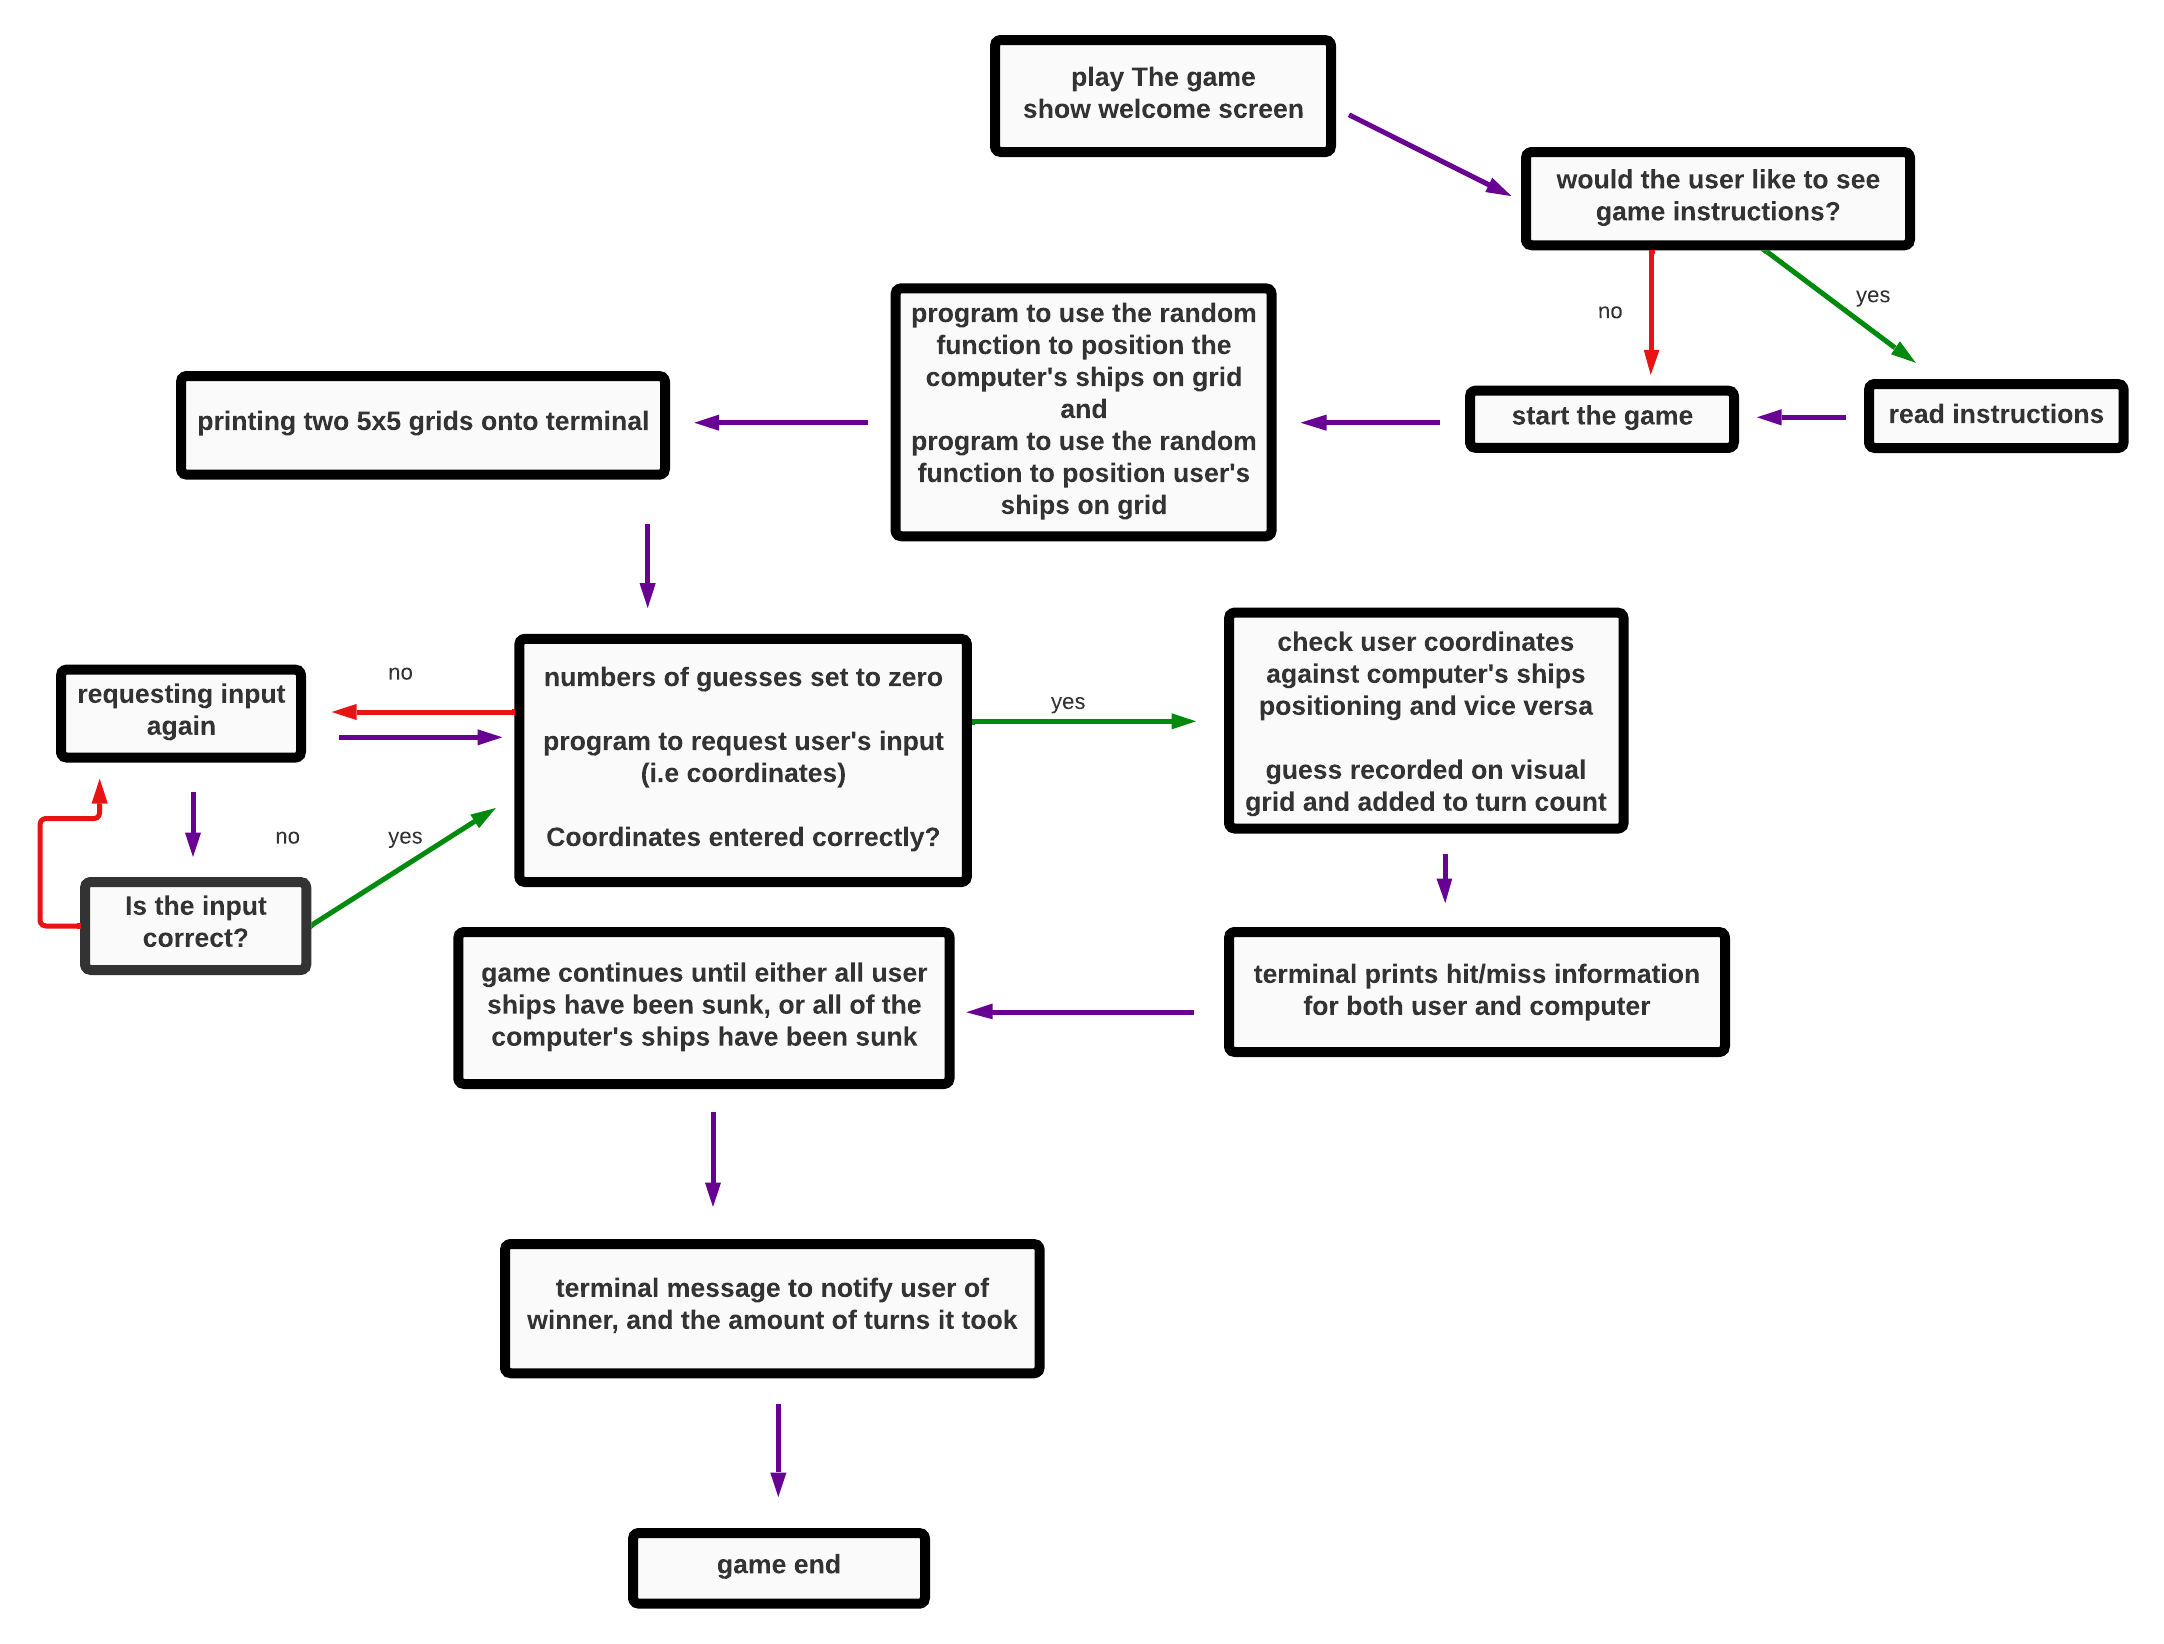 play The game
show welcome screen
would the user like to see
game instructions?
no
yes
read instructions
start the game
program to use the random
function to position the
computer's ships on grid
and
program to use the random
function to position user's
ships on grid
printing two 5x5 grids onto terminal
numbers of guesses set to zero
program to request user's input
(i.e coordinates)
Coordinates entered correctly?
no
requesting input
again
Is the input
correct?
no
yes
yes
check user coordinates
against computer's ships
positioning and vice versa
guess recorded on visual
grid and added to turn count
terminal prints hit/miss information
for both user and computer
game continues until either all user
ships have been sunk, or all of the
computer's ships have been sunk
terminal message to notify user of
winner, and the amount of turns it took
game end